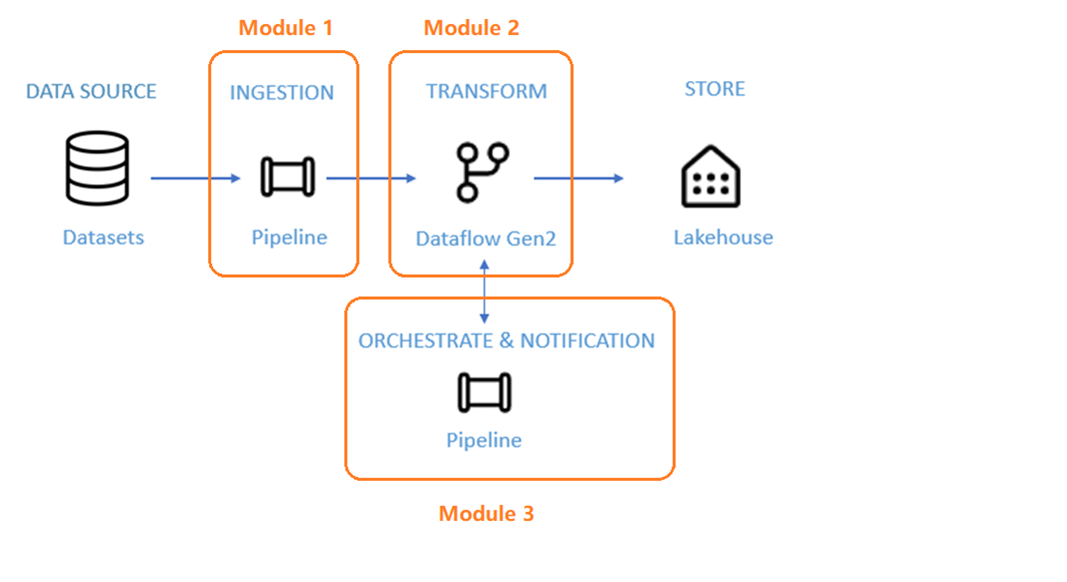 Module 1
Module 2
DATA SOURCE
INGESTION
TRANSFORM
STORE
Datasets
Pipeline
Dataflow Gen2
Lakehouse
ORCHESTRATE & NOTIFICATION
Pipeline
Module 3